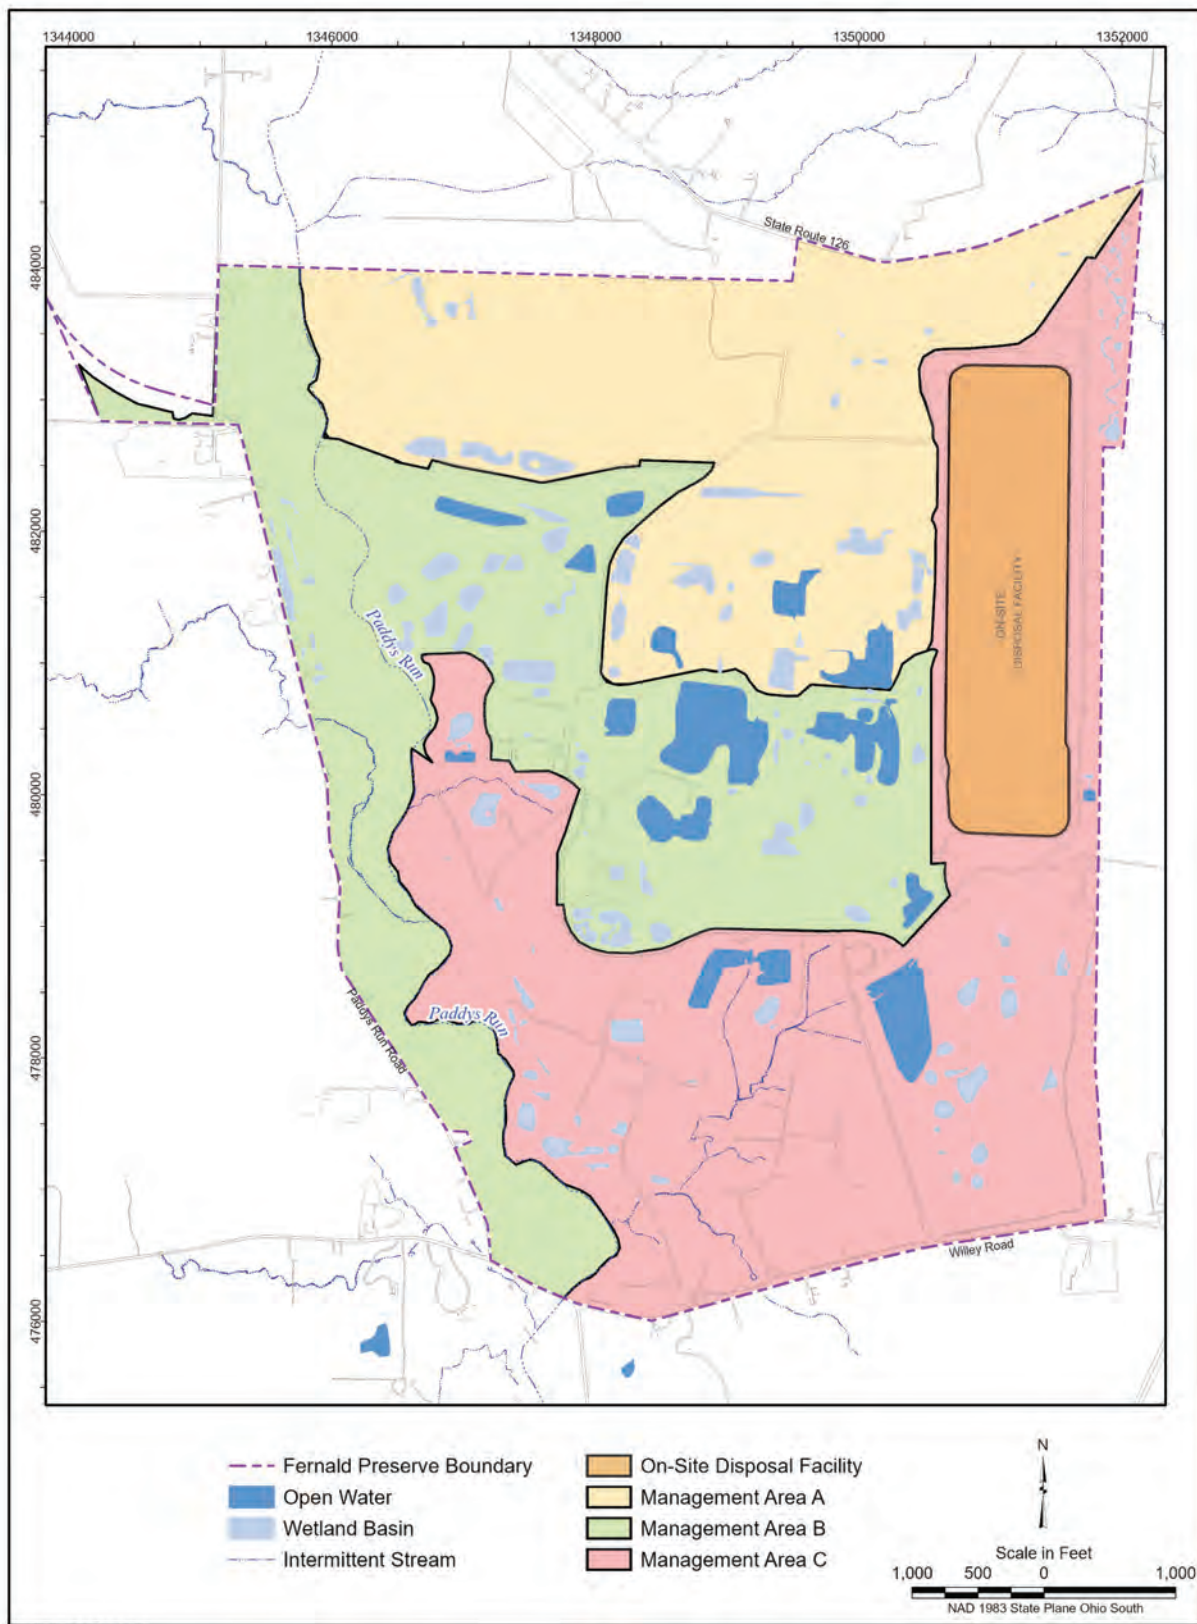 1344000
1346000
1348000
1350000
1352000
484000
482000
480000
478000
476000
State Route 126
ON-SITE
DISPOSAL FACILITY
Paddys Run
Paddys Run
Paddys Run Road
Willey Road
Fernald Preserve Boundary
Open Water
Wetland Basin
Intermittent Stream
On-Site Disposal Facility
Management Area A
Management Area B
Management Area C
N
Scale in Feet
1,000 500 0 1,000
NAD 1983 State Plane Ohio South